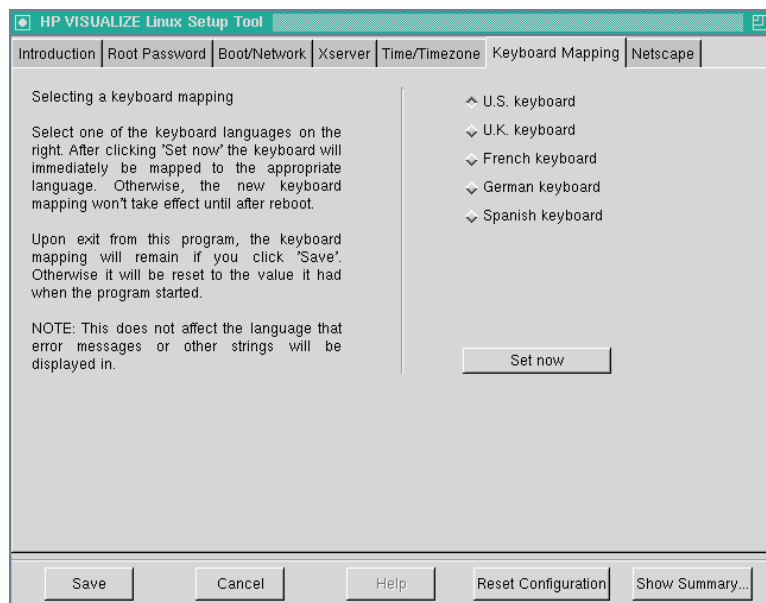 HP VISUALIZE Linux Setup Tool
Introduction Root Password Boot/Network Xserver Time/Timezone Keyboard Mapping Netscape
Selecting a keyboard mapping
Select one of the keyboard languages on the
right. After clicking 'Set now' the keyboard will
immediately be mapped to the appropriate
language. Otherwise, the new keyboard
mapping won't take effect until after reboot.
Upon exit from this program, the keyboard
mapping will remain if you click 'Save'.
Otherwise it will be reset to the value it had
when the program started.
NOTE: This does not affect the language that
error messages or other strings will be
displayed in.
U.S. keyboard
U.K. keyboard
French keyboard
German keyboard
Spanish keyboard
Set now
Save Cancel Help Reset Configuration Show Summary...